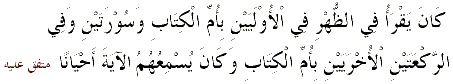 كَانَ يَقْرَأُ فِي الظُّهْرِ فِي الْأُولَيَيْنِ بِأُمِّ الْكِتَابِ وَسُورَتَيْنِ وَفِي
الرَّكْعَتَيْنِ الْأُخْرَيَيْنِ بِأُمِّ الْكِتَابِ وَكَانَ يُسْمِعُهُمُ الْآيَةَ أَحْيَانًا متفق عليه